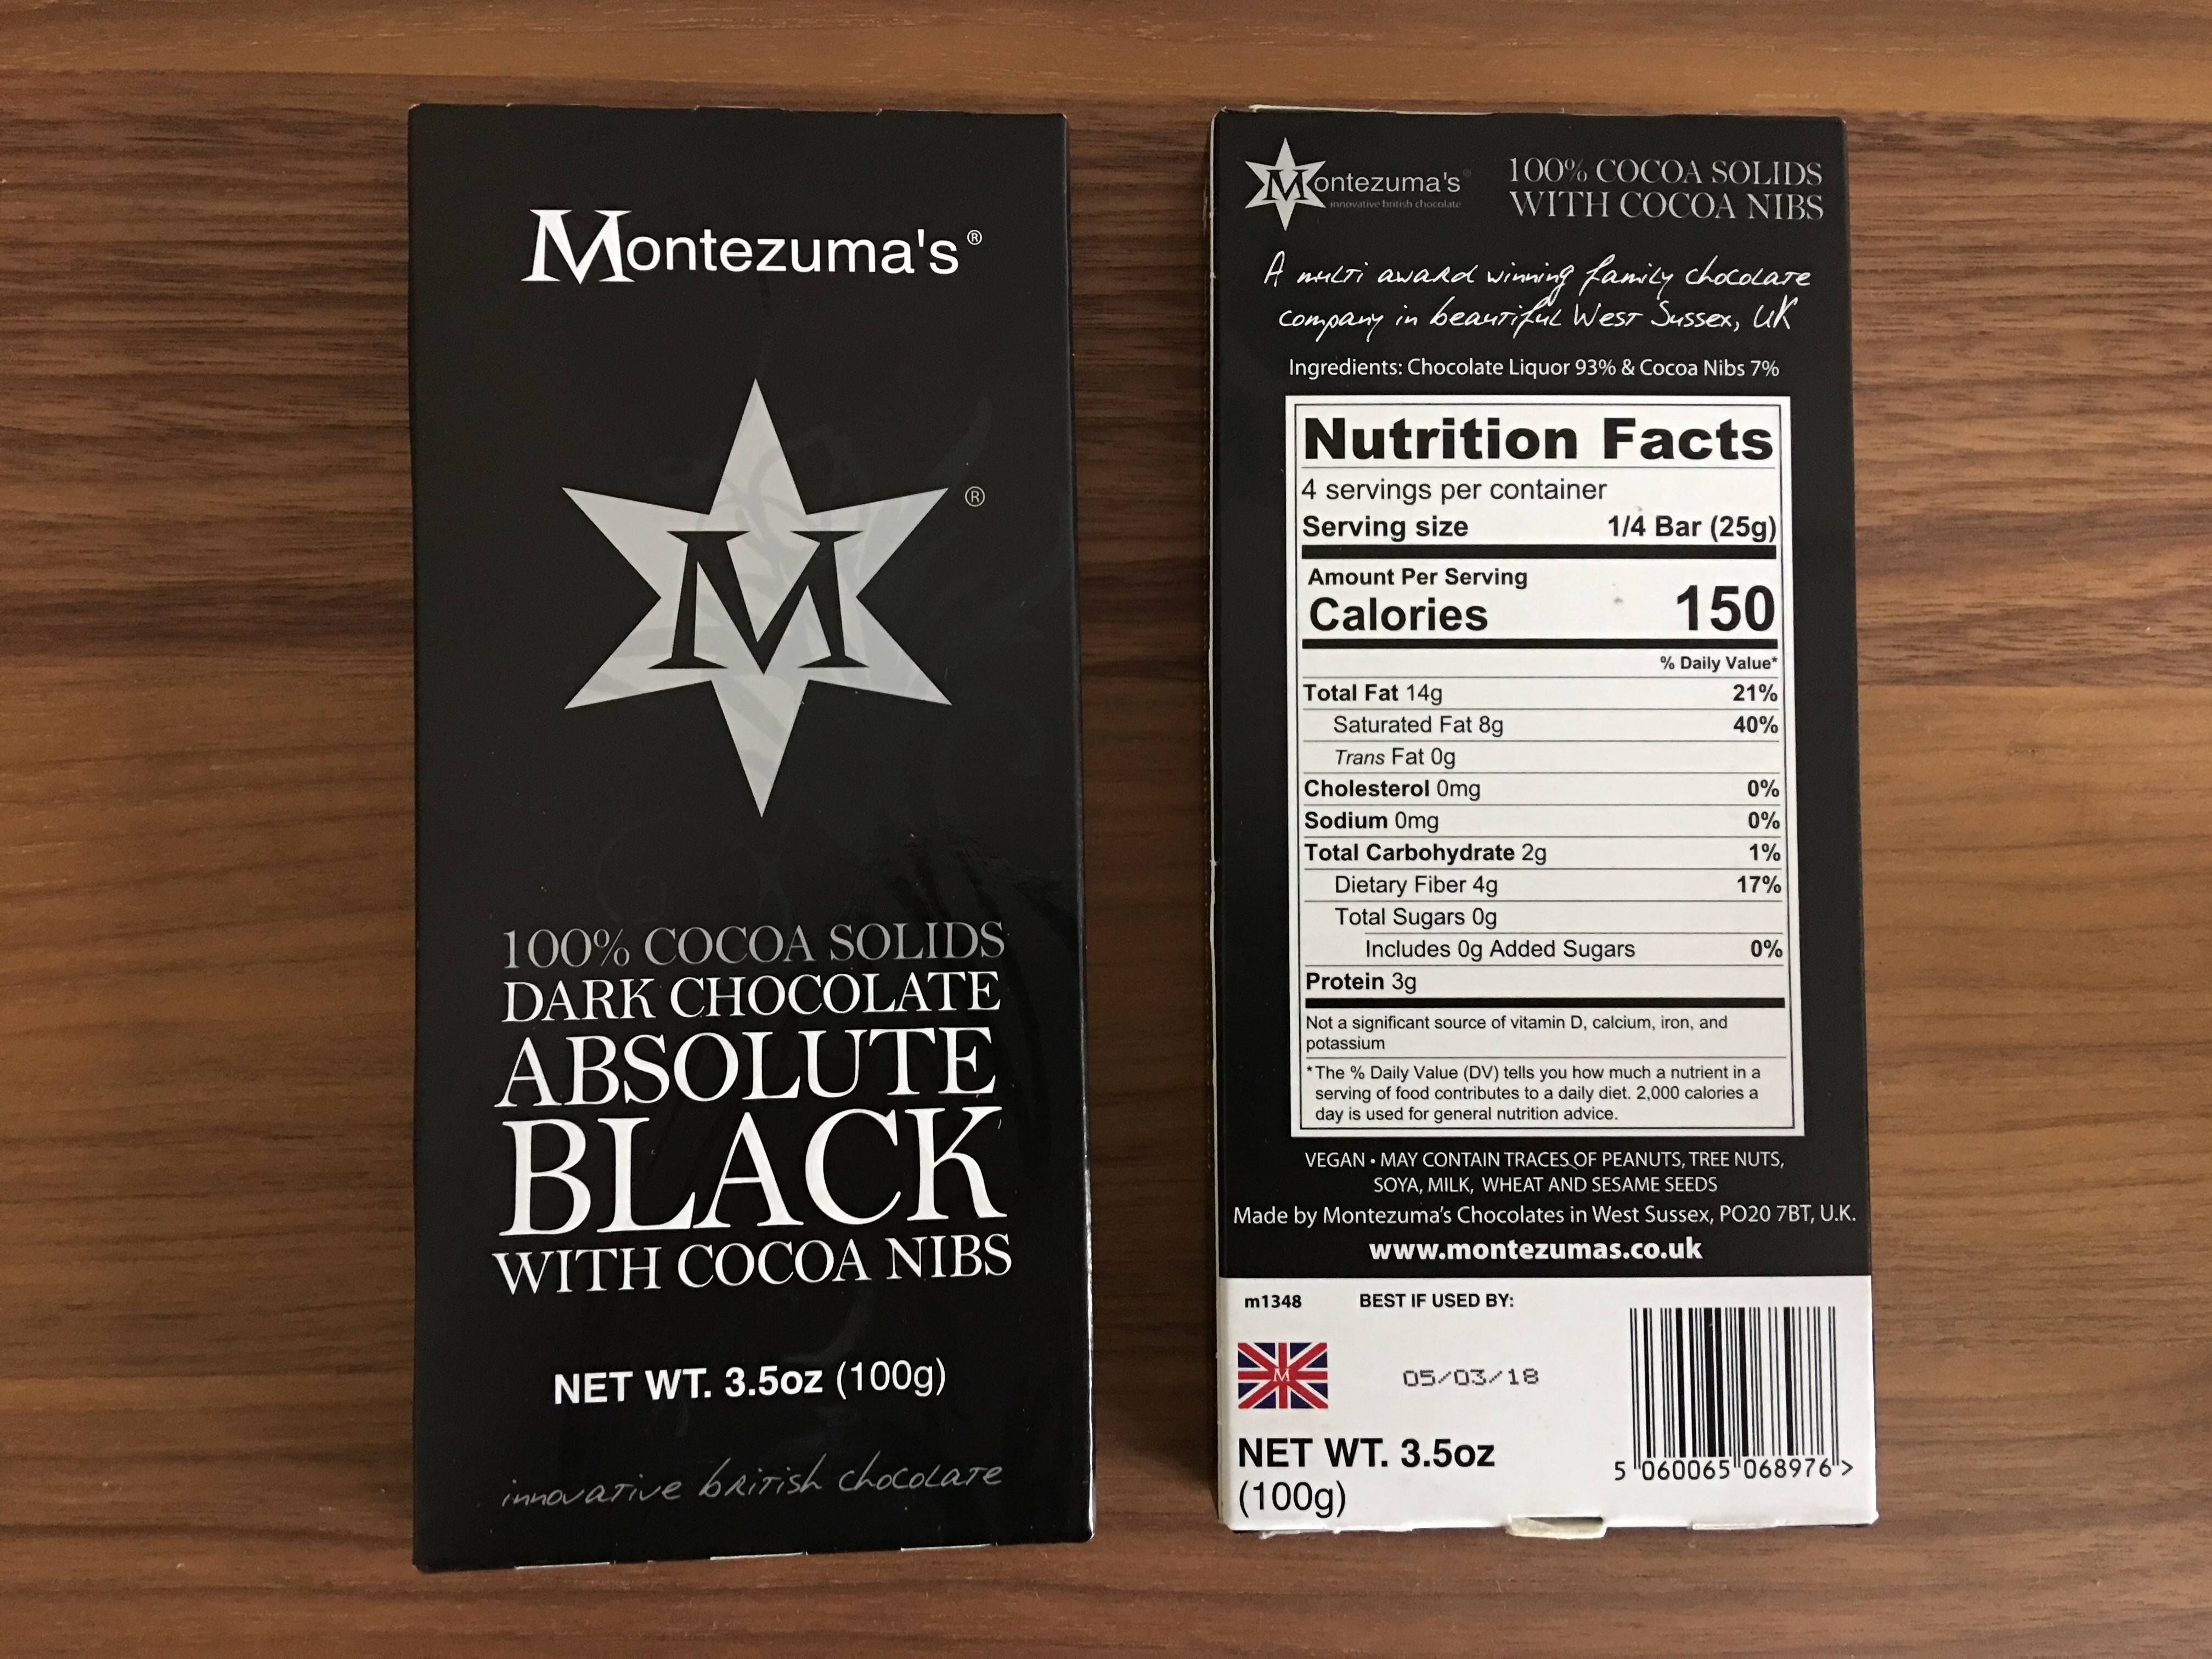 Montezuma's®
M
®
100% COCOA SOLIDS
DARK CHOCOLATE
ABSOLUTE
BLACK
WITH COCOA NIBS
NET WT. 3.5oz (100g)
innovative british chocolate
Montezuma's®
innovative british chocolate
100% COCOA SOLIDS
WITH COCOA NIBS
A multi award winning family chocolate
company in beautiful West Sussex, UK
Ingredients: Chocolate Liquor 93% & Cocoa Nibs 7%
Nutrition Facts
4 servings per container
Serving size 1/4 Bar (25g)
Amount Per Serving
Calories 150
% Daily Value*
Total Fat 14g 21%
Saturated Fat 8g 40%
Trans Fat 0g
Cholesterol 0mg 0%
Sodium 0mg 0%
Total Carbohydrate 2g 1%
Dietary Fiber 4g 17%
Total Sugars 0g
Includes 0g Added Sugars 0%
Protein 3g
Not a significant source of vitamin D, calcium, iron, and
potassium
*The % Daily Value (DV) tells you how much a nutrient in a
serving of food contributes to a daily diet. 2,000 calories a
day is used for general nutrition advice.
VEGAN • MAY CONTAIN TRACES OF PEANUTS, TREE NUTS,
SOYA, MILK, WHEAT AND SESAME SEEDS
Made by Montezuma's Chocolates in West Sussex, PO20 7BT, U.K.
www.montezumas.co.uk
m1348 BEST IF USED BY:
M
05/03/18
NET WT. 3.5oz
(100g)
5 060065 068976 >